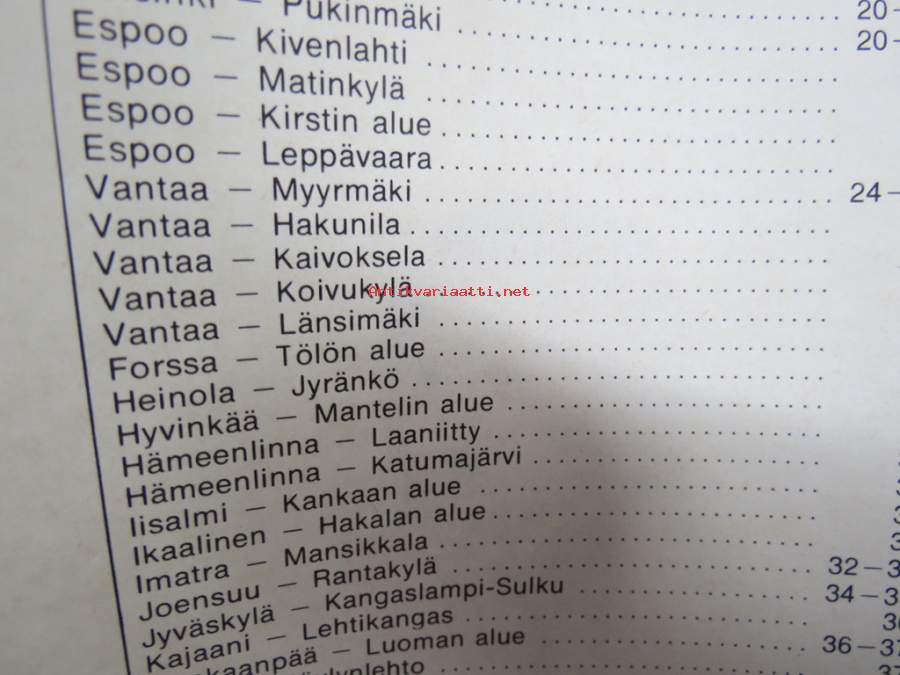 – Pukinmäki ........ 20–
Espoo – Kivenlahti ........ 20–
Espoo – Matinkylä ........
Espoo – Kirstin alue ........
Espoo – Leppävaara ........
Vantaa – Myyrmäki ........ 24–
Vantaa – Hakunila ........
Vantaa – Kaivoksela ........
Vantaa – Koivukylä ........
Antikvariaatti.net
Vantaa – Länsimäki ........
Forssa – Tölön alue ........
Heinola – Jyränkö ........
Hyvinkää – Mantelin alue ........
Hämeenlinna – Laaniitty ........
Hämeenlinna – Katumajärvi ........
Iisalmi – Kankaan alue ........
Ikaalinen – Hakalan alue ........
Imatra – Mansikkala ........
Joensuu – Rantakylä ........ 32–3
Jyväskylä – Kangaslampi-Sulku ........ 34–3
Kajaani – Lehtikangas ........
– Luoman alue ........ 36–37